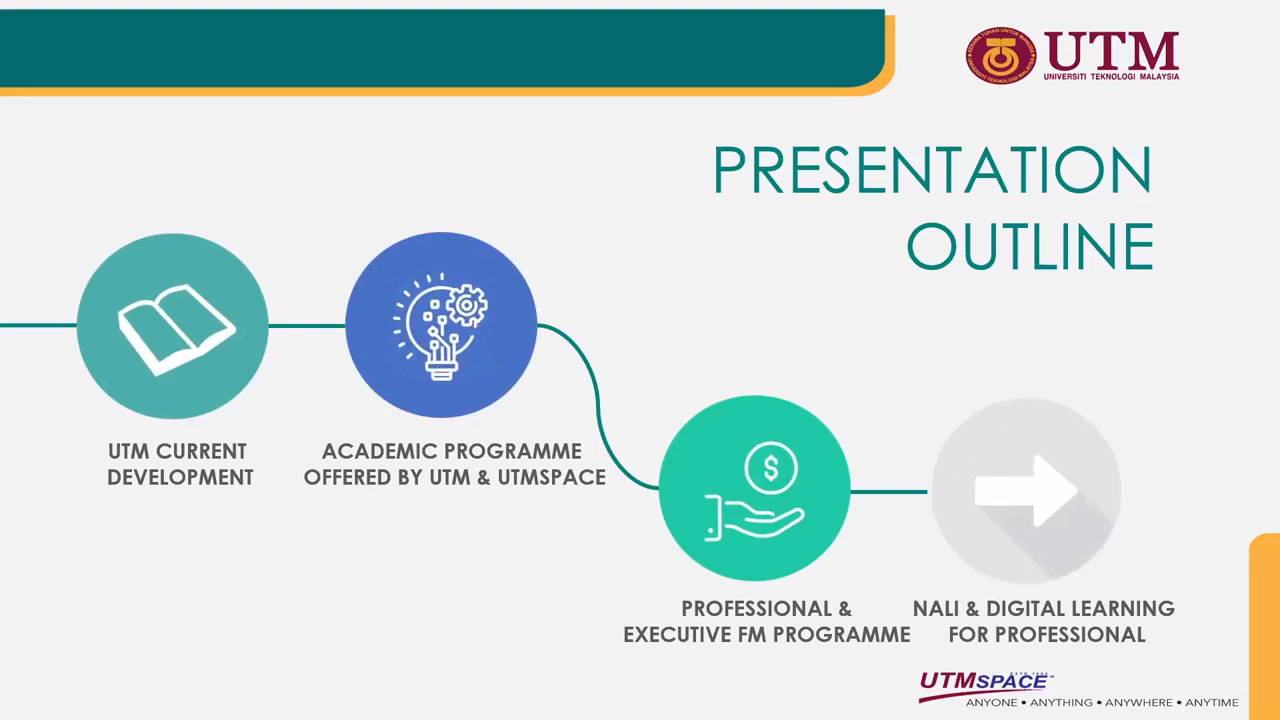 UTM
UNIVERSITI TEKNOLOGI MALAYSIA
PRESENTATION
OUTLINE
UTM CURRENT
DEVELOPMENT
ACADEMIC PROGRAMME
OFFERED BY UTM & UTMSPACE
$
PROFESSIONAL &
EXECUTIVE FM PROGRAMME
NALI & DIGITAL LEARNING
FOR PROFESSIONAL
UTMSPACE
ANYONE • ANYTHING • ANYWHERE • ANYTIME